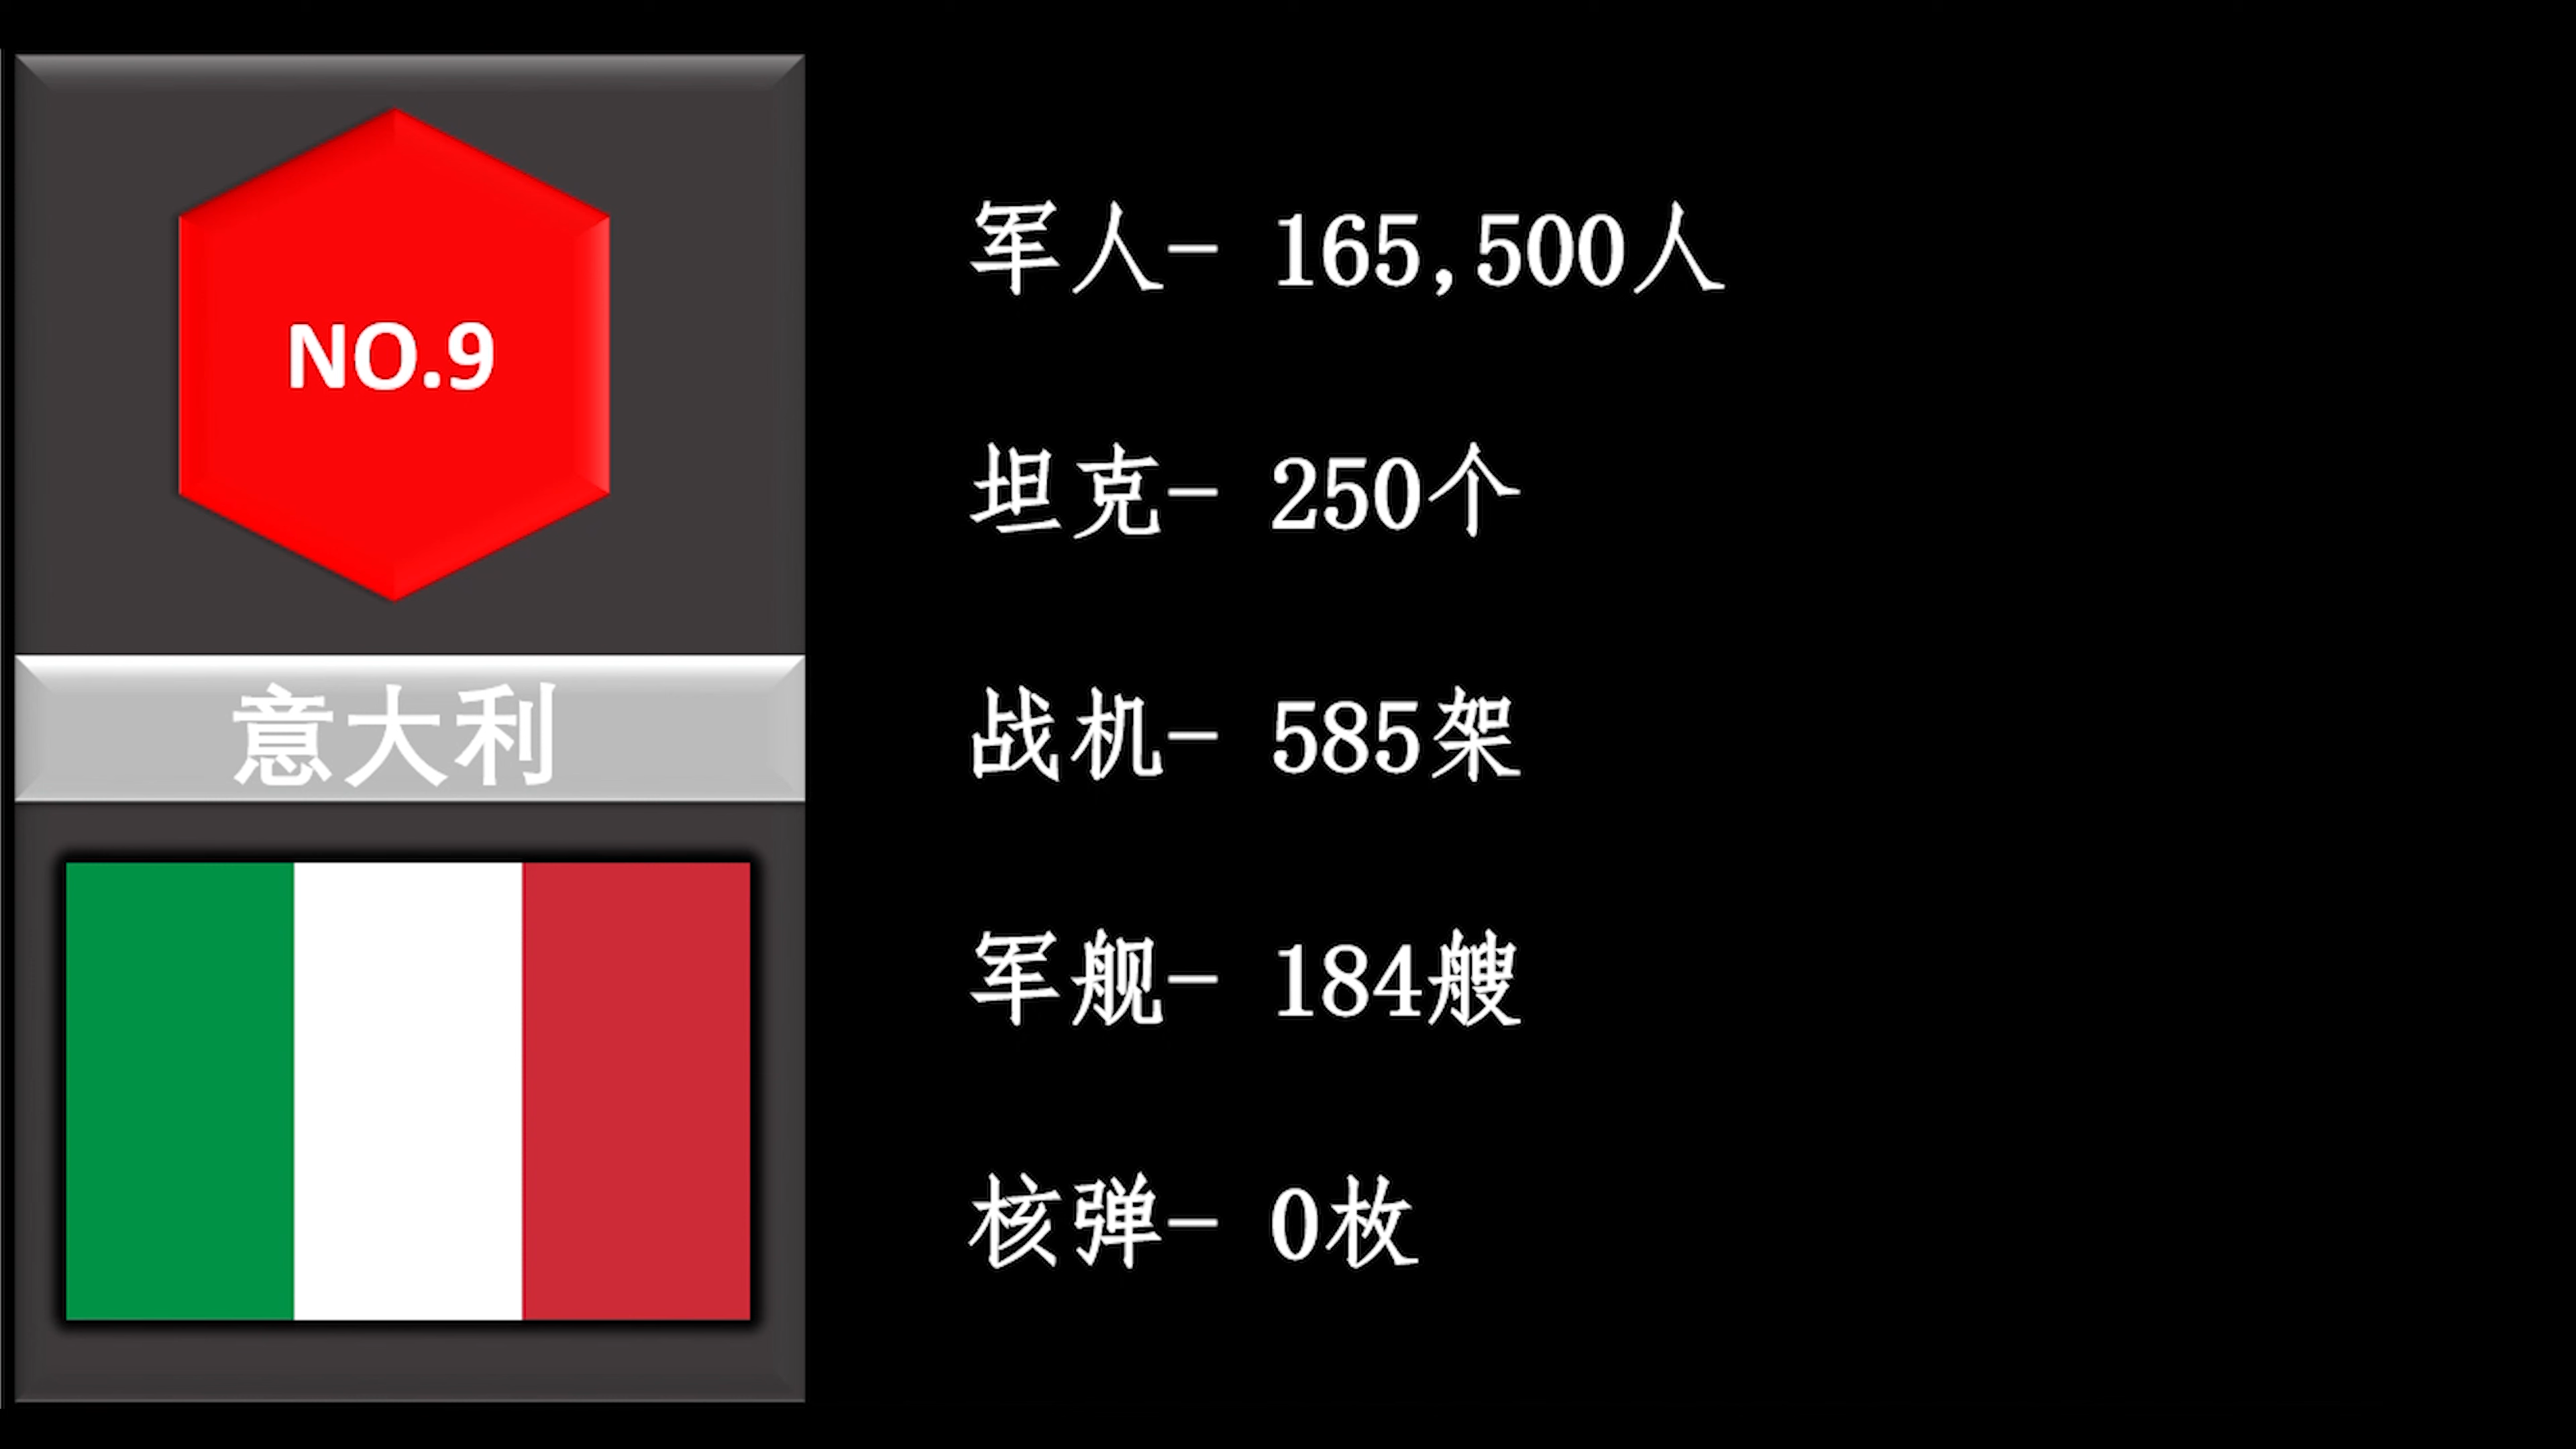 NO.9
意大利
军人- 165,500人
坦克- 250个
战机- 585架
军舰- 184艘
核弹- 0枚